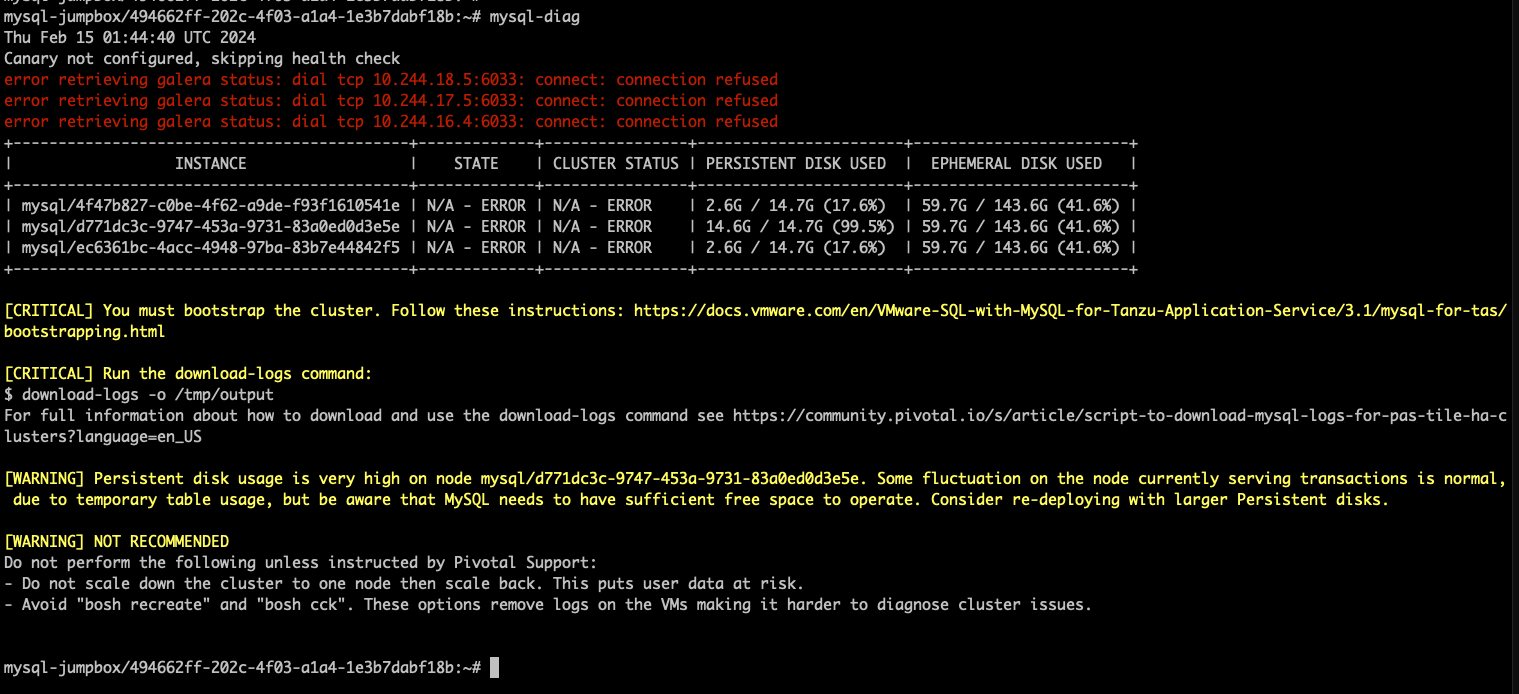 mysql-jumpbox/494662ff-202c-4f03-a1a4-1e3b7dabf18b:~# mysql-diag
Thu Feb 15 01:44:40 UTC 2024
Canary not configured, skipping health check
error retrieving galera status: dial tcp 10.244.18.5:6033: connect: connection refused
error retrieving galera status: dial tcp 10.244.17.5:6033: connect: connection refused
error retrieving galera status: dial tcp 10.244.16.4:6033: connect: connection refused
+--------------------------------------------+-------------+----------------+-----------------------+-------------------------+
| INSTANCE | STATE | CLUSTER STATUS | PERSISTENT DISK USED | EPHEMERAL DISK USED |
+--------------------------------------------+-------------+----------------+-----------------------+-------------------------+
| mysql/4f47b827-c0be-4f62-a9de-f93f1610541e | N/A - ERROR | N/A - ERROR | 2.6G / 14.7G (17.6%) | 59.7G / 143.6G (41.6%) |
| mysql/d771dc3c-9747-453a-9731-83a0ed0d3e5e | N/A - ERROR | N/A - ERROR | 14.6G / 14.7G (99.5%) | 59.7G / 143.6G (41.6%) |
| mysql/ec6361bc-4acc-4948-97ba-83b7e44842f5 | N/A - ERROR | N/A - ERROR | 2.6G / 14.7G (17.6%) | 59.7G / 143.6G (41.6%) |
+--------------------------------------------+-------------+----------------+-----------------------+-------------------------+
[CRITICAL] You must bootstrap the cluster. Follow these instructions: https://docs.vmware.com/en/VMware-SQL-with-MySQL-for-Tanzu-Application-Service/3.1/mysql-for-tas/
bootstrapping.html
[CRITICAL] Run the download-logs command:
$ download-logs -o /tmp/output
For full information about how to download and use the download-logs command see https://community.pivotal.io/s/article/script-to-download-mysql-logs-for-pas-tile-ha-c
lusters?language=en_US
[WARNING] Persistent disk usage is very high on node mysql/d771dc3c-9747-453a-9731-83a0ed0d3e5e. Some fluctuation on the node currently serving transactions is normal,
due to temporary table usage, but be aware that MySQL needs to have sufficient free space to operate. Consider re-deploying with larger Persistent disks.
[WARNING] NOT RECOMMENDED
Do not perform the following unless instructed by Pivotal Support:
- Do not scale down the cluster to one node then scale back. This puts user data at risk.
- Avoid "bosh recreate" and "bosh cck". These options remove logs on the VMs making it harder to diagnose cluster issues.
mysql-jumpbox/494662ff-202c-4f03-a1a4-1e3b7dabf18b:~#